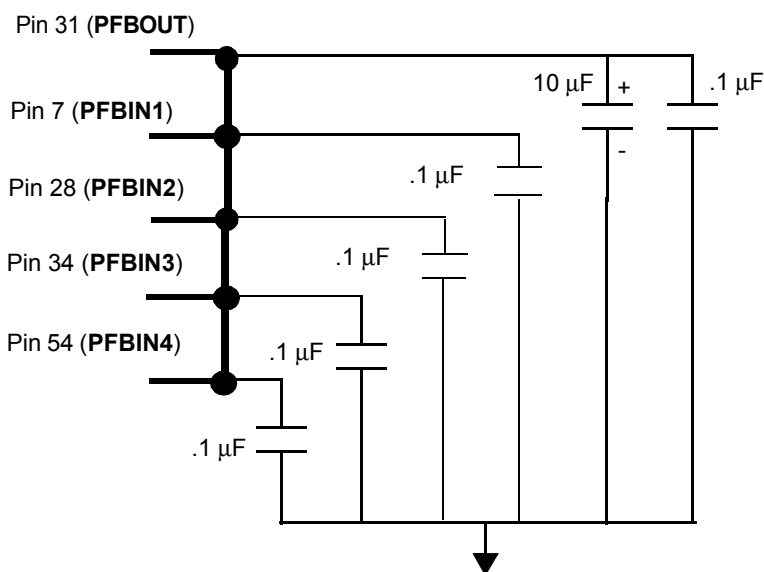 Pin 31 (PFBOUT)
10 µF + .1 µF
-
Pin 7 (PFBIN1)
.1 µF
Pin 28 (PFBIN2)
.1 µF
Pin 34 (PFBIN3)
.1 µF
Pin 54 (PFBIN4)
.1 µF